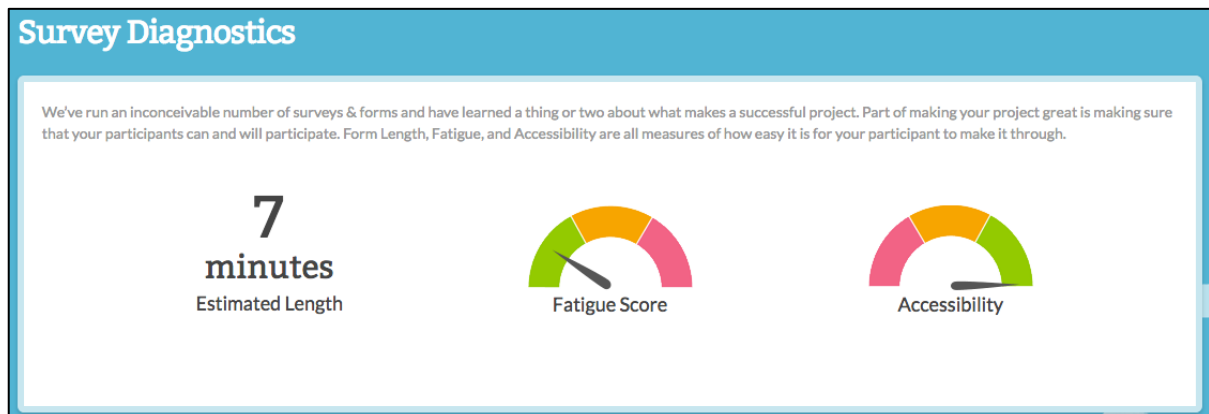 Survey Diagnostics
We've run an inconceivable number of surveys & forms and have learned a thing or two about what makes a successful project. Part of making your project great is making sure
that your participants can and will participate. Form Length, Fatigue, and Accessibility are all measures of how easy it is for your participant to make it through.
7
minutes
Estimated Length
Fatigue Score
Accessibility